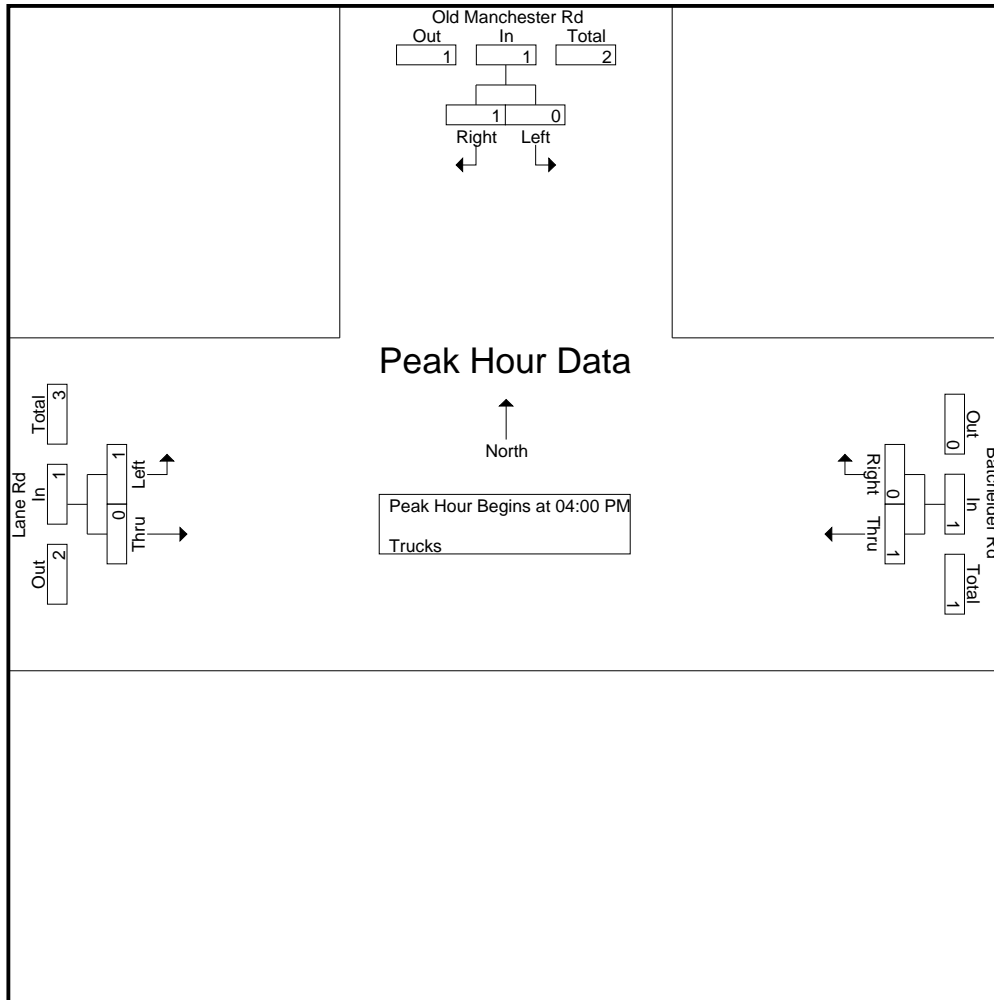 Old Manchester Rd
Out In Total
1 1 2
1 0
Right Left
Peak Hour Data
North
Peak Hour Begins at 04:00 PM
Trucks
Lane Rd
Out In Total
2 1 3
1 0
Left Thru
Out In Total
0 1 1
Right Thru
0 1